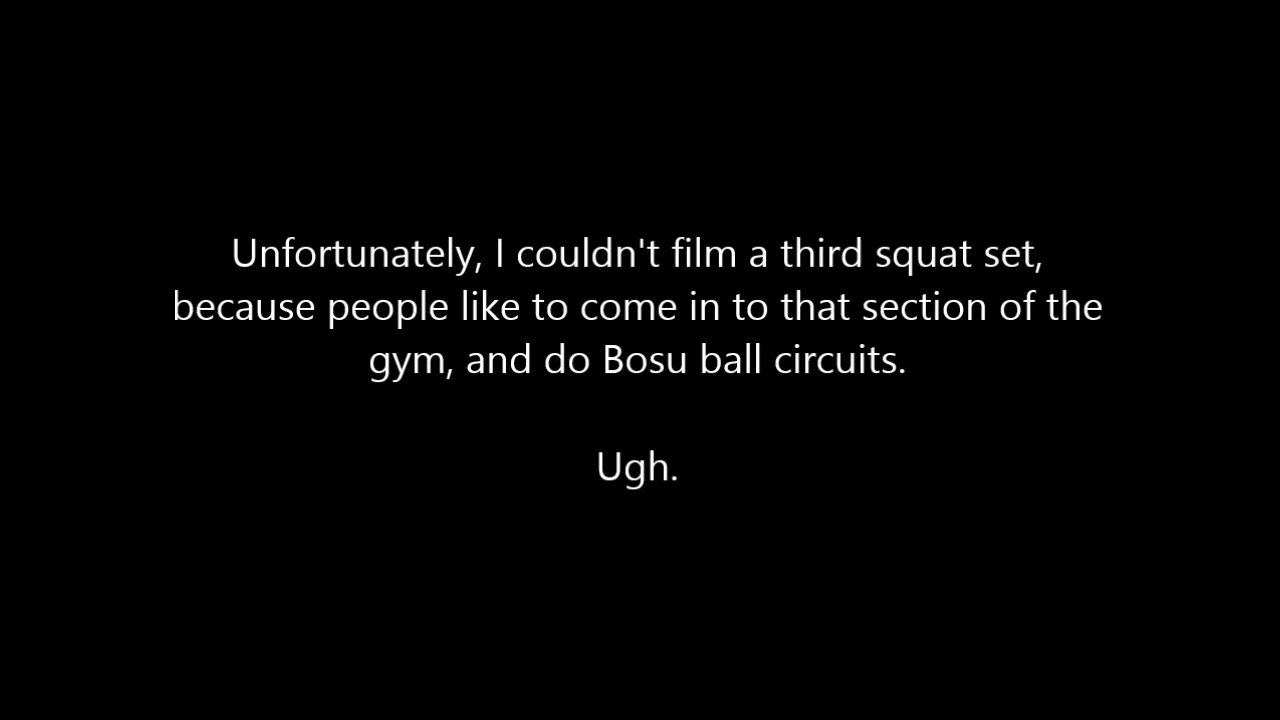 Unfortunately, I couldn't film a third squat set,
because people like to come in to that section of the
gym, and do Bosu ball circuits.
Ugh.